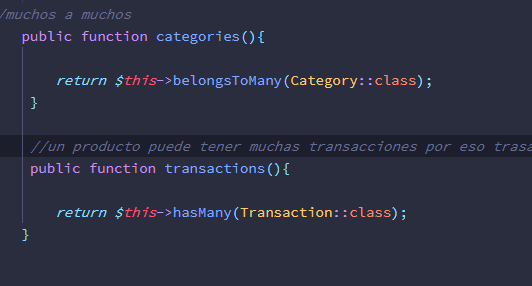 /muchos a muchos
public function categories(){
return $this->belongsToMany(Category::class);
}
//un producto puede tener muchas transacciones por eso
public function transactions(){
return $this->hasMany(Transaction::class);
}